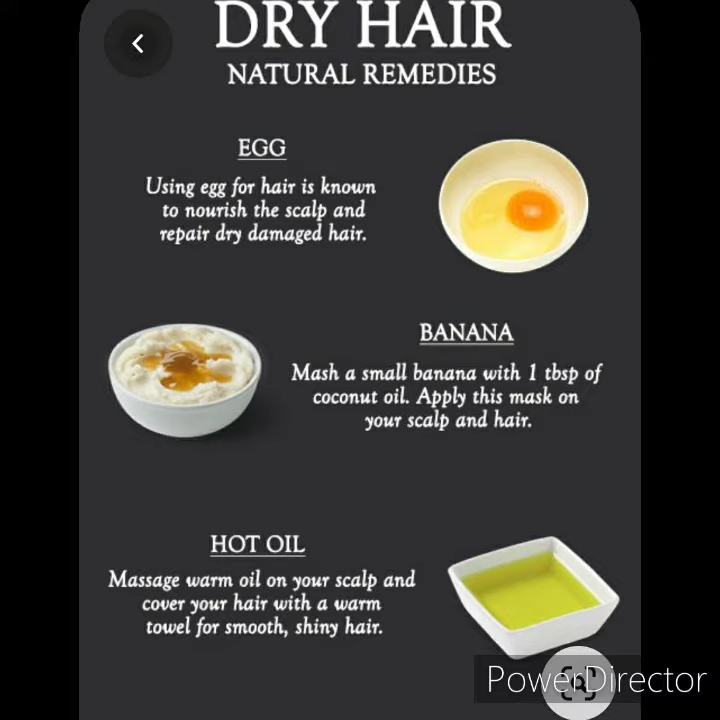 DRY HAIR
NATURAL REMEDIES
EGG
Using egg for hair is known
to nourish the scalp and
repair dry damaged hair.
BANANA
Mash a small banana with 1 tbsp of
coconut oil. Apply this mask on
your scalp and hair.
HOT OIL
Massage warm oil on your scalp and
cover your hair with a warm
towel for smooth, shiny hair.
PowerDirector